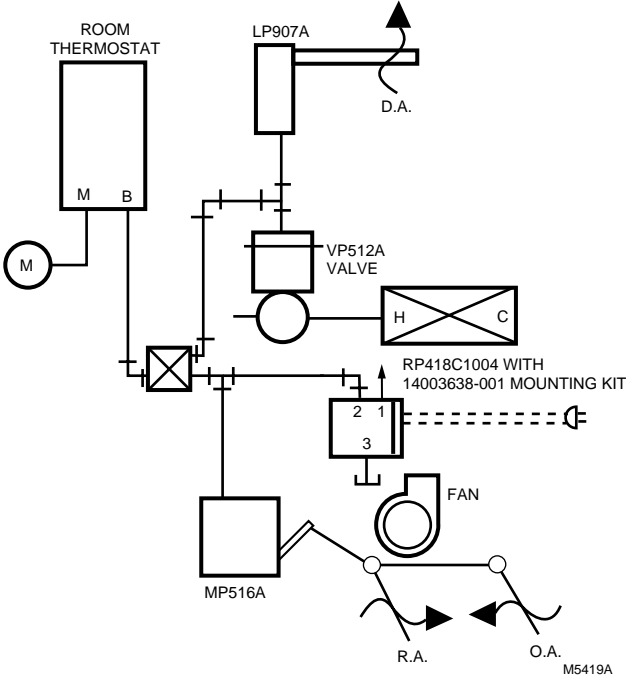 ROOM
THERMOSTAT
LP907A
D.A.
M B
M
VP512A
VALVE
H C
RP418C1004 WITH
14003638-001 MOUNTING KIT
2 1
3
FAN
MP516A
R.A.
O.A.
M5419A